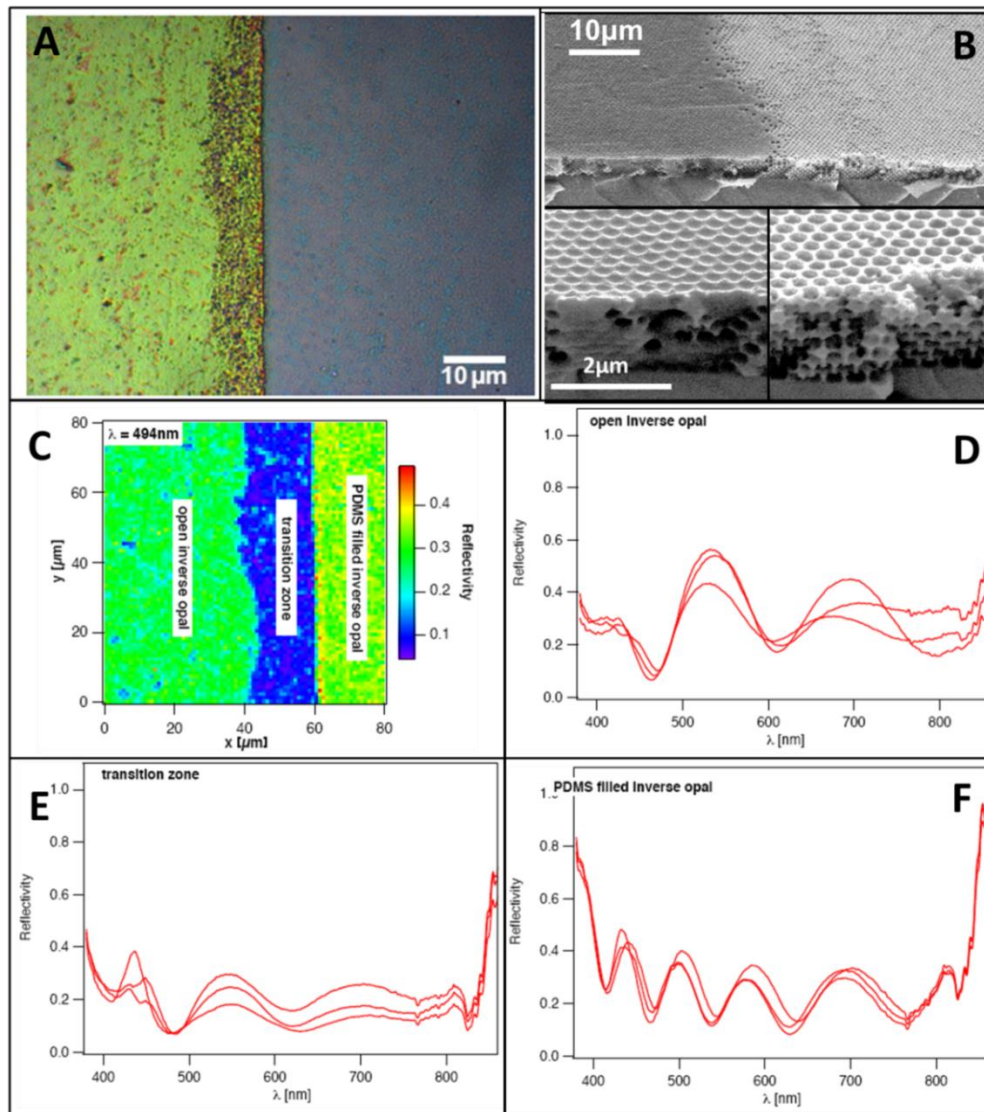 A
10 µm
10µm
B
2µm
C
λ = 494nm
80
60
40
20
0
y [µm]
open inverse opal
transition zone
PDMS filled inverse opal
0.4
0.3
0.2
0.1
Reflectivity
0 20 40 60 80
x [µm]
open inverse opal
D
1.0
0.8
0.6
0.4
0.2
0.0
Reflectivity
400 500 600 700 800
λ [nm]
transition zone
E
1.0
0.8
0.6
0.4
0.2
0.0
Reflectivity
400 500 600 700 800
λ [nm]
PDMS filled inverse opal
F
0.8
0.6
0.4
0.2
0.0
Reflectivity
400 500 600 700 800
λ [nm]